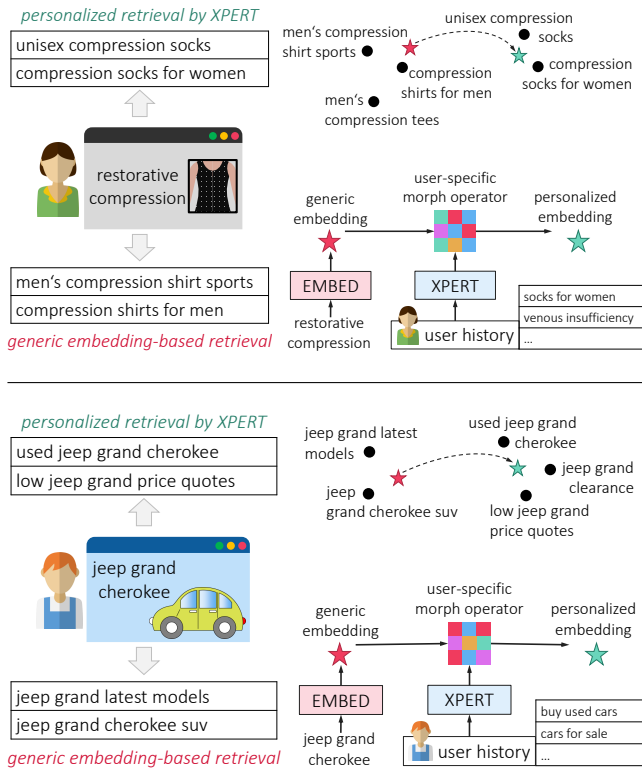 personalized retrieval by XPERT
unisex compression socks
compression socks for women
restorative
compression
men's compression shirt sports
compression shirts for men
generic embedding-based retrieval
unisex compression
socks
men's compression
shirt sports
compression
shirts for men
compression
socks for women
men's
compression tees
user-specific
morph operator
generic
embedding
personalized
embedding
EMBED
XPERT
restorative
compression
user history
socks for women
venous insufficiency
...
personalized retrieval by XPERT
used jeep grand cherokee
low jeep grand price quotes
jeep grand
cherokee
jeep grand latest models
jeep grand cherokee suv
generic embedding-based retrieval
jeep grand latest
models
used jeep grand
cherokee
jeep grand
clearance
jeep
grand cherokee suv
low jeep grand
price quotes
user-specific
morph operator
generic
embedding
personalized
embedding
EMBED
XPERT
jeep grand
cherokee
user history
buy used cars
cars for sale
...